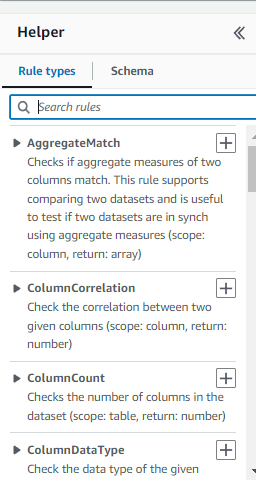 Helper
Rule types
Schema
Search rules
AggregateMatch
Checks if aggregate measures of two
columns match. This rule supports
comparing two datasets and is useful
to test if two datasets are in synch
using aggregate measures (scope:
column, return: array)
ColumnCorrelation
Check the correlation between two
given columns (scope: column, return:
number)
ColumnCount
Checks the number of columns in the
dataset (scope: table, return: number)
ColumnDataType
Check the data type of the given